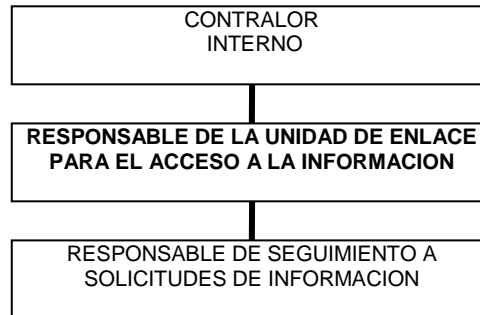 CONTRALOR
INTERNO
RESPONSABLE DE LA UNIDAD DE ENLACE
PARA EL ACCESO A LA INFORMACION
RESPONSABLE DE SEGUIMIENTO A
SOLICITUDES DE INFORMACION